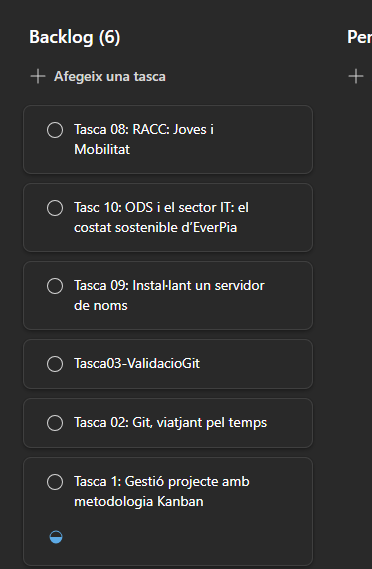 Backlog (6)
Per
Afegeix una tasca
Tasca 08: RACC: Joves i
Mobilitat
Tasc 10: ODS i el sector IT: el
costat sostenible d’EverPia
Tasca 09: Instal·lant un servidor
de noms
Tasca03-ValidacioGit
Tasca 02: Git, viatjant pel temps
Tasca 1: Gestió projecte amb
metodologia Kanban